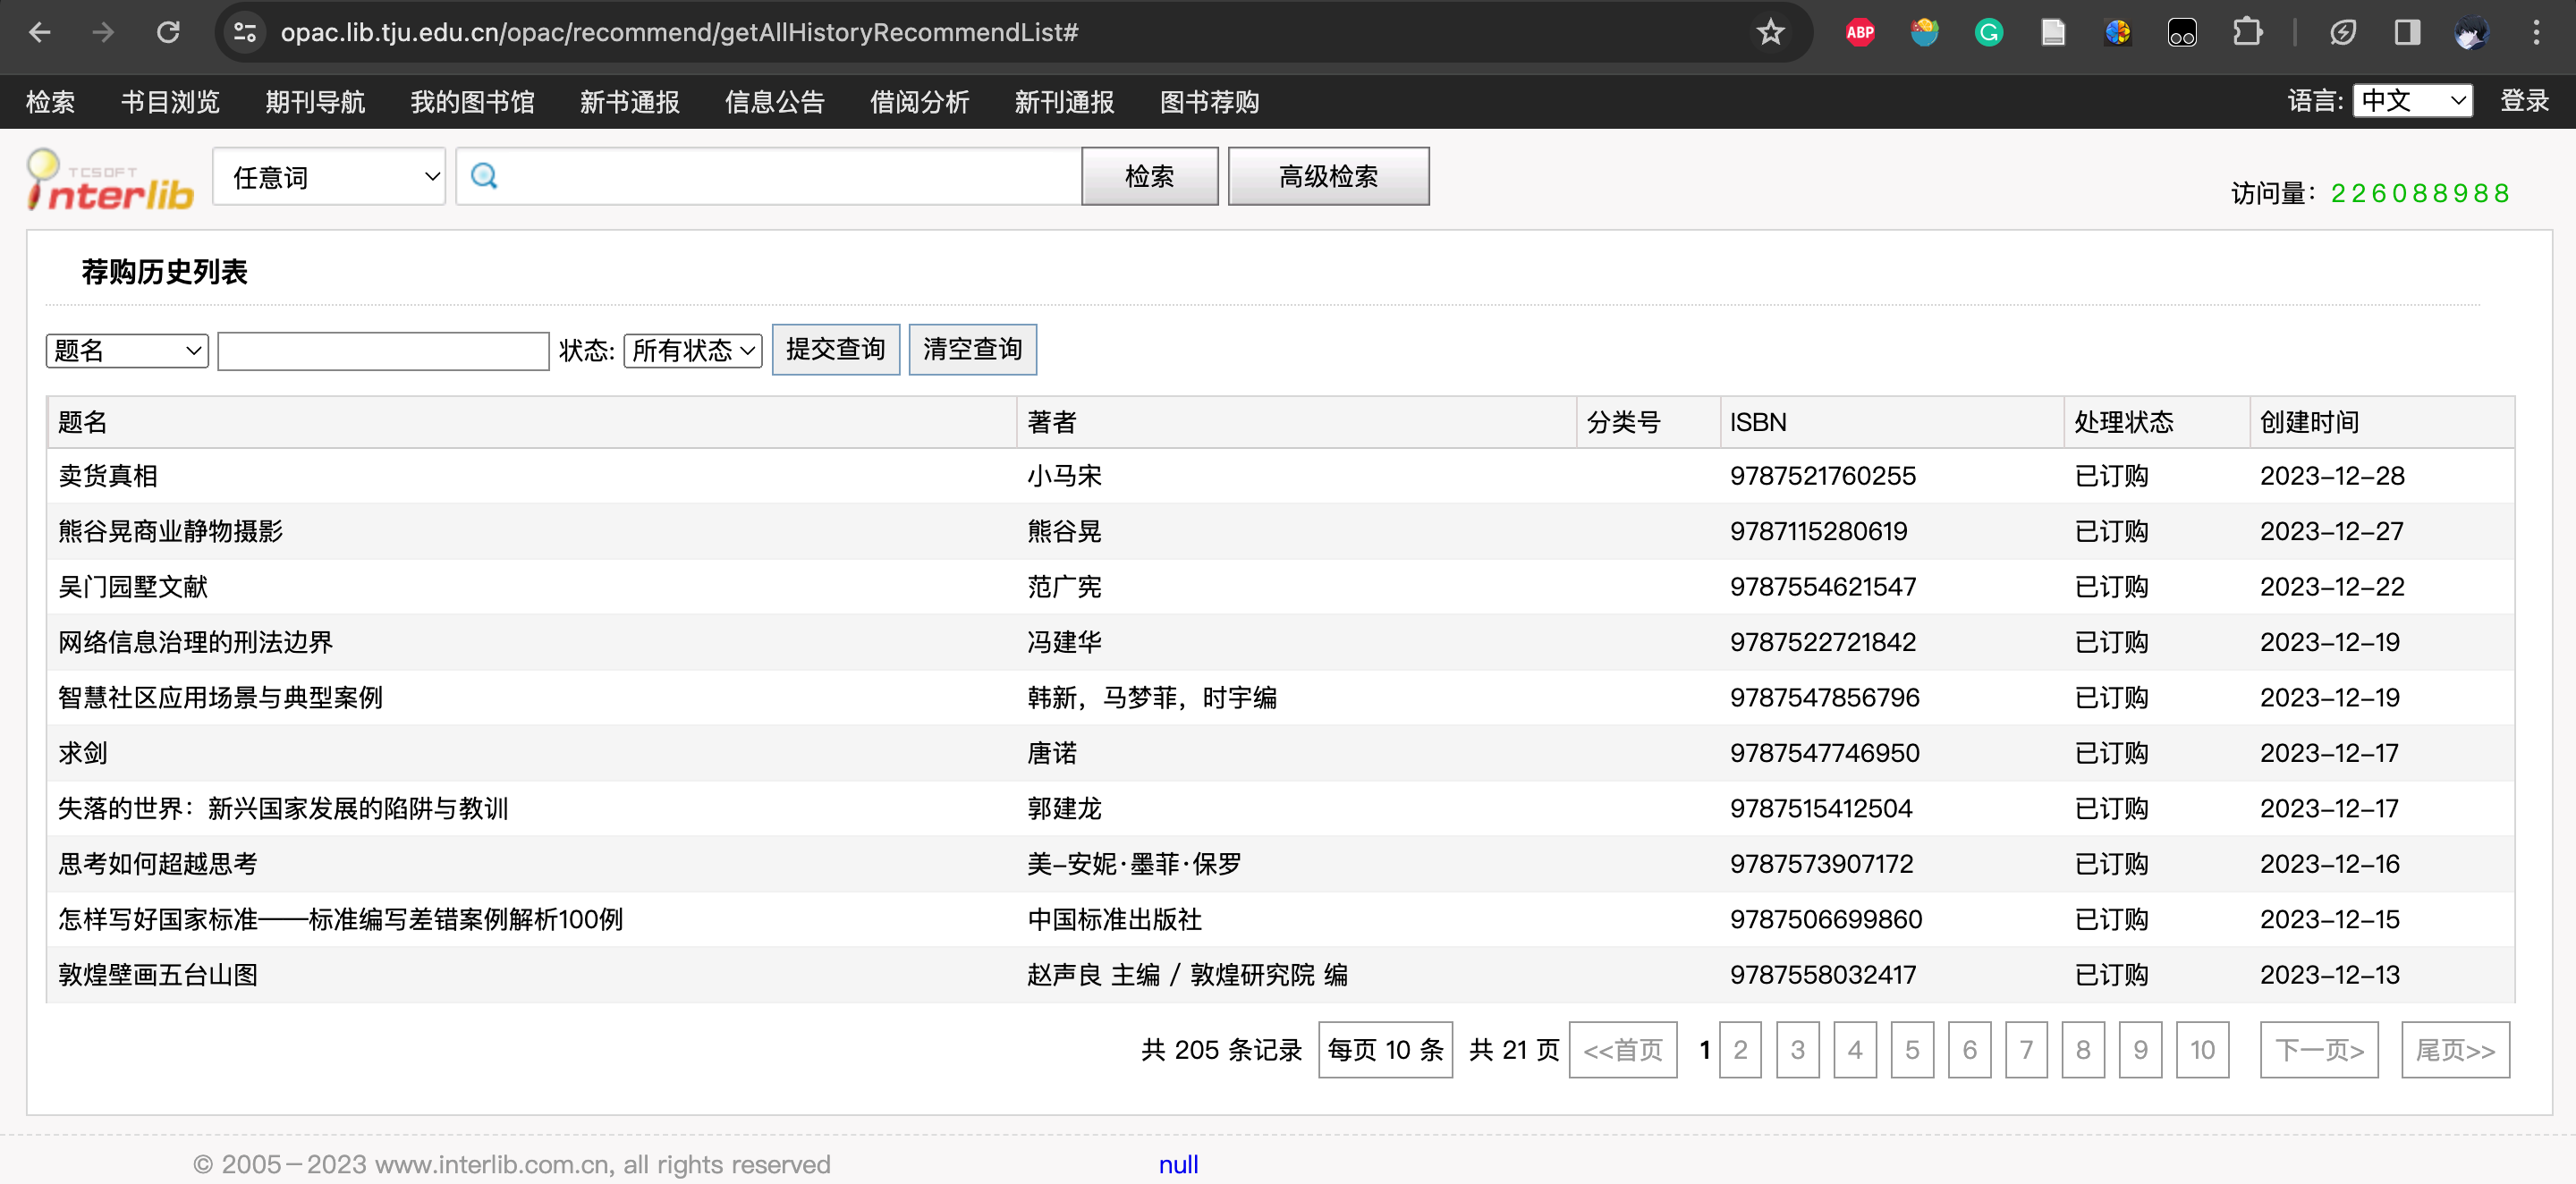 opac.lib.tju.edu.cn/opac/recommend/getAllHistoryRecommendList#
ABP
G
检索 书目浏览 期刊导航 我的图书馆 新书通报 信息公告 借阅分析 新刊通报 图书荐购 语言: 中文 登录
TCSOFT
interlib
任意词 检索 高级检索
访问量：226088988
荐购历史列表
题名 状态: 所有状态 提交查询 清空查询
题名 著者 分类号 ISBN 处理状态 创建时间
卖货真相 小马宋 9787521760255 已订购 2023-12-28
熊谷晃商业静物摄影 熊谷晃 9787115280619 已订购 2023-12-27
吴门园墅文献 范广宪 9787554621547 已订购 2023-12-22
网络信息治理的刑法边界 冯建华 9787522721842 已订购 2023-12-19
智慧社区应用场景与典型案例 韩新，马梦菲，时宇编 9787547856796 已订购 2023-12-19
求剑 唐诺 9787547746950 已订购 2023-12-17
失落的世界：新兴国家发展的陷阱与教训 郭建龙 9787515412504 已订购 2023-12-17
思考如何超越思考 美-安妮·墨菲·保罗 9787573907172 已订购 2023-12-16
怎样写好国家标准——标准编写差错案例解析100例 中国标准出版社 9787506699860 已订购 2023-12-15
敦煌壁画五台山图 赵声良 主编 / 敦煌研究院 编 9787558032417 已订购 2023-12-13
共 205 条记录 每页 10 条 共 21 页 <<首页 1 2 3 4 5 6 7 8 9 10 下一页> 尾页>>
© 2005－2023 www.interlib.com.cn, all rights reserved null